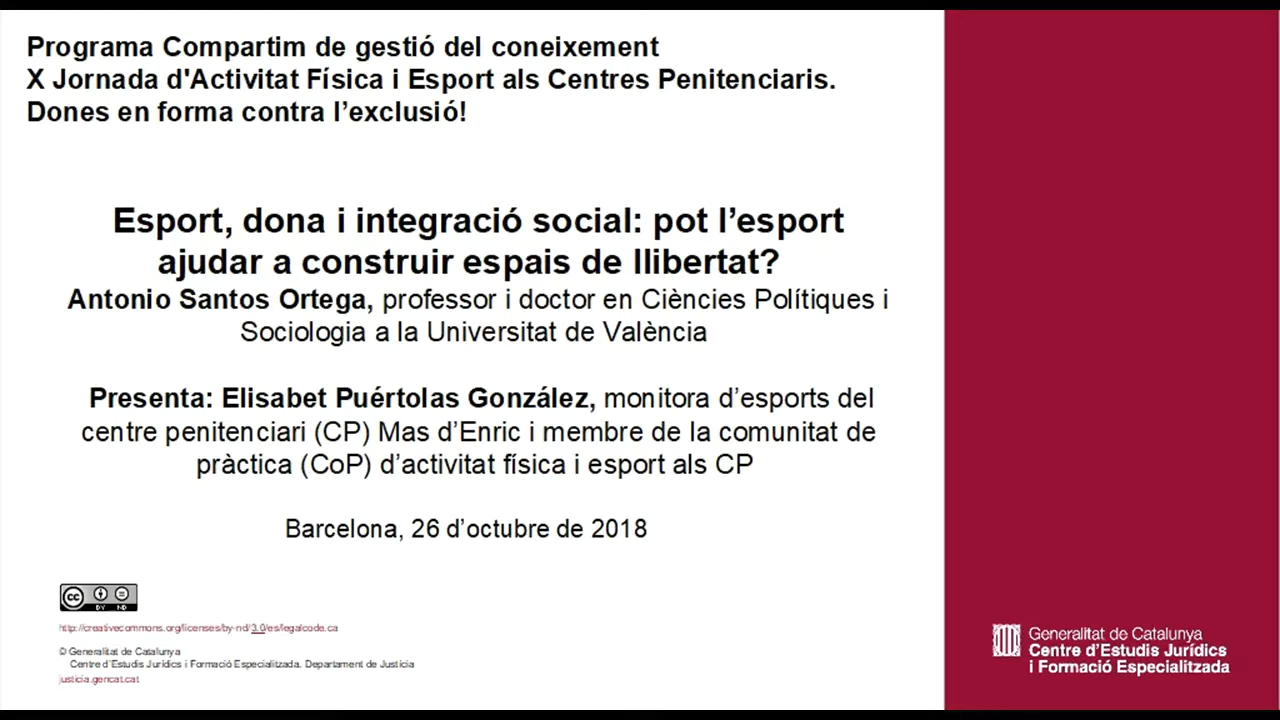 Programa Compartim de gestió del coneixement
X Jornada d'Activitat Física i Esport als Centres Penitenciaris.
Dones en forma contra l’exclusió!
Esport, dona i integració social: pot l’esport
ajudar a construir espais de llibertat?
Antonio Santos Ortega, professor i doctor en Ciències Polítiques i
Sociologia a la Universitat de València
Presenta: Elisabet Puértolas González, monitora d’esports del
centre penitenciari (CP) Mas d’Enric i membre de la comunitat de
pràctica (CoP) d’activitat física i esport als CP
Barcelona, 26 d’octubre de 2018
cc
BY ND
http://creativecommons.org/licenses/by-nd/3.0/es/legalcode.ca
© Generalitat de Catalunya
Centre d’Estudis Jurídics i Formació Especialitzada. Departament de Justícia
justicia.gencat.cat
Generalitat de Catalunya
Centre d’Estudis Jurídics
i Formació Especialitzada